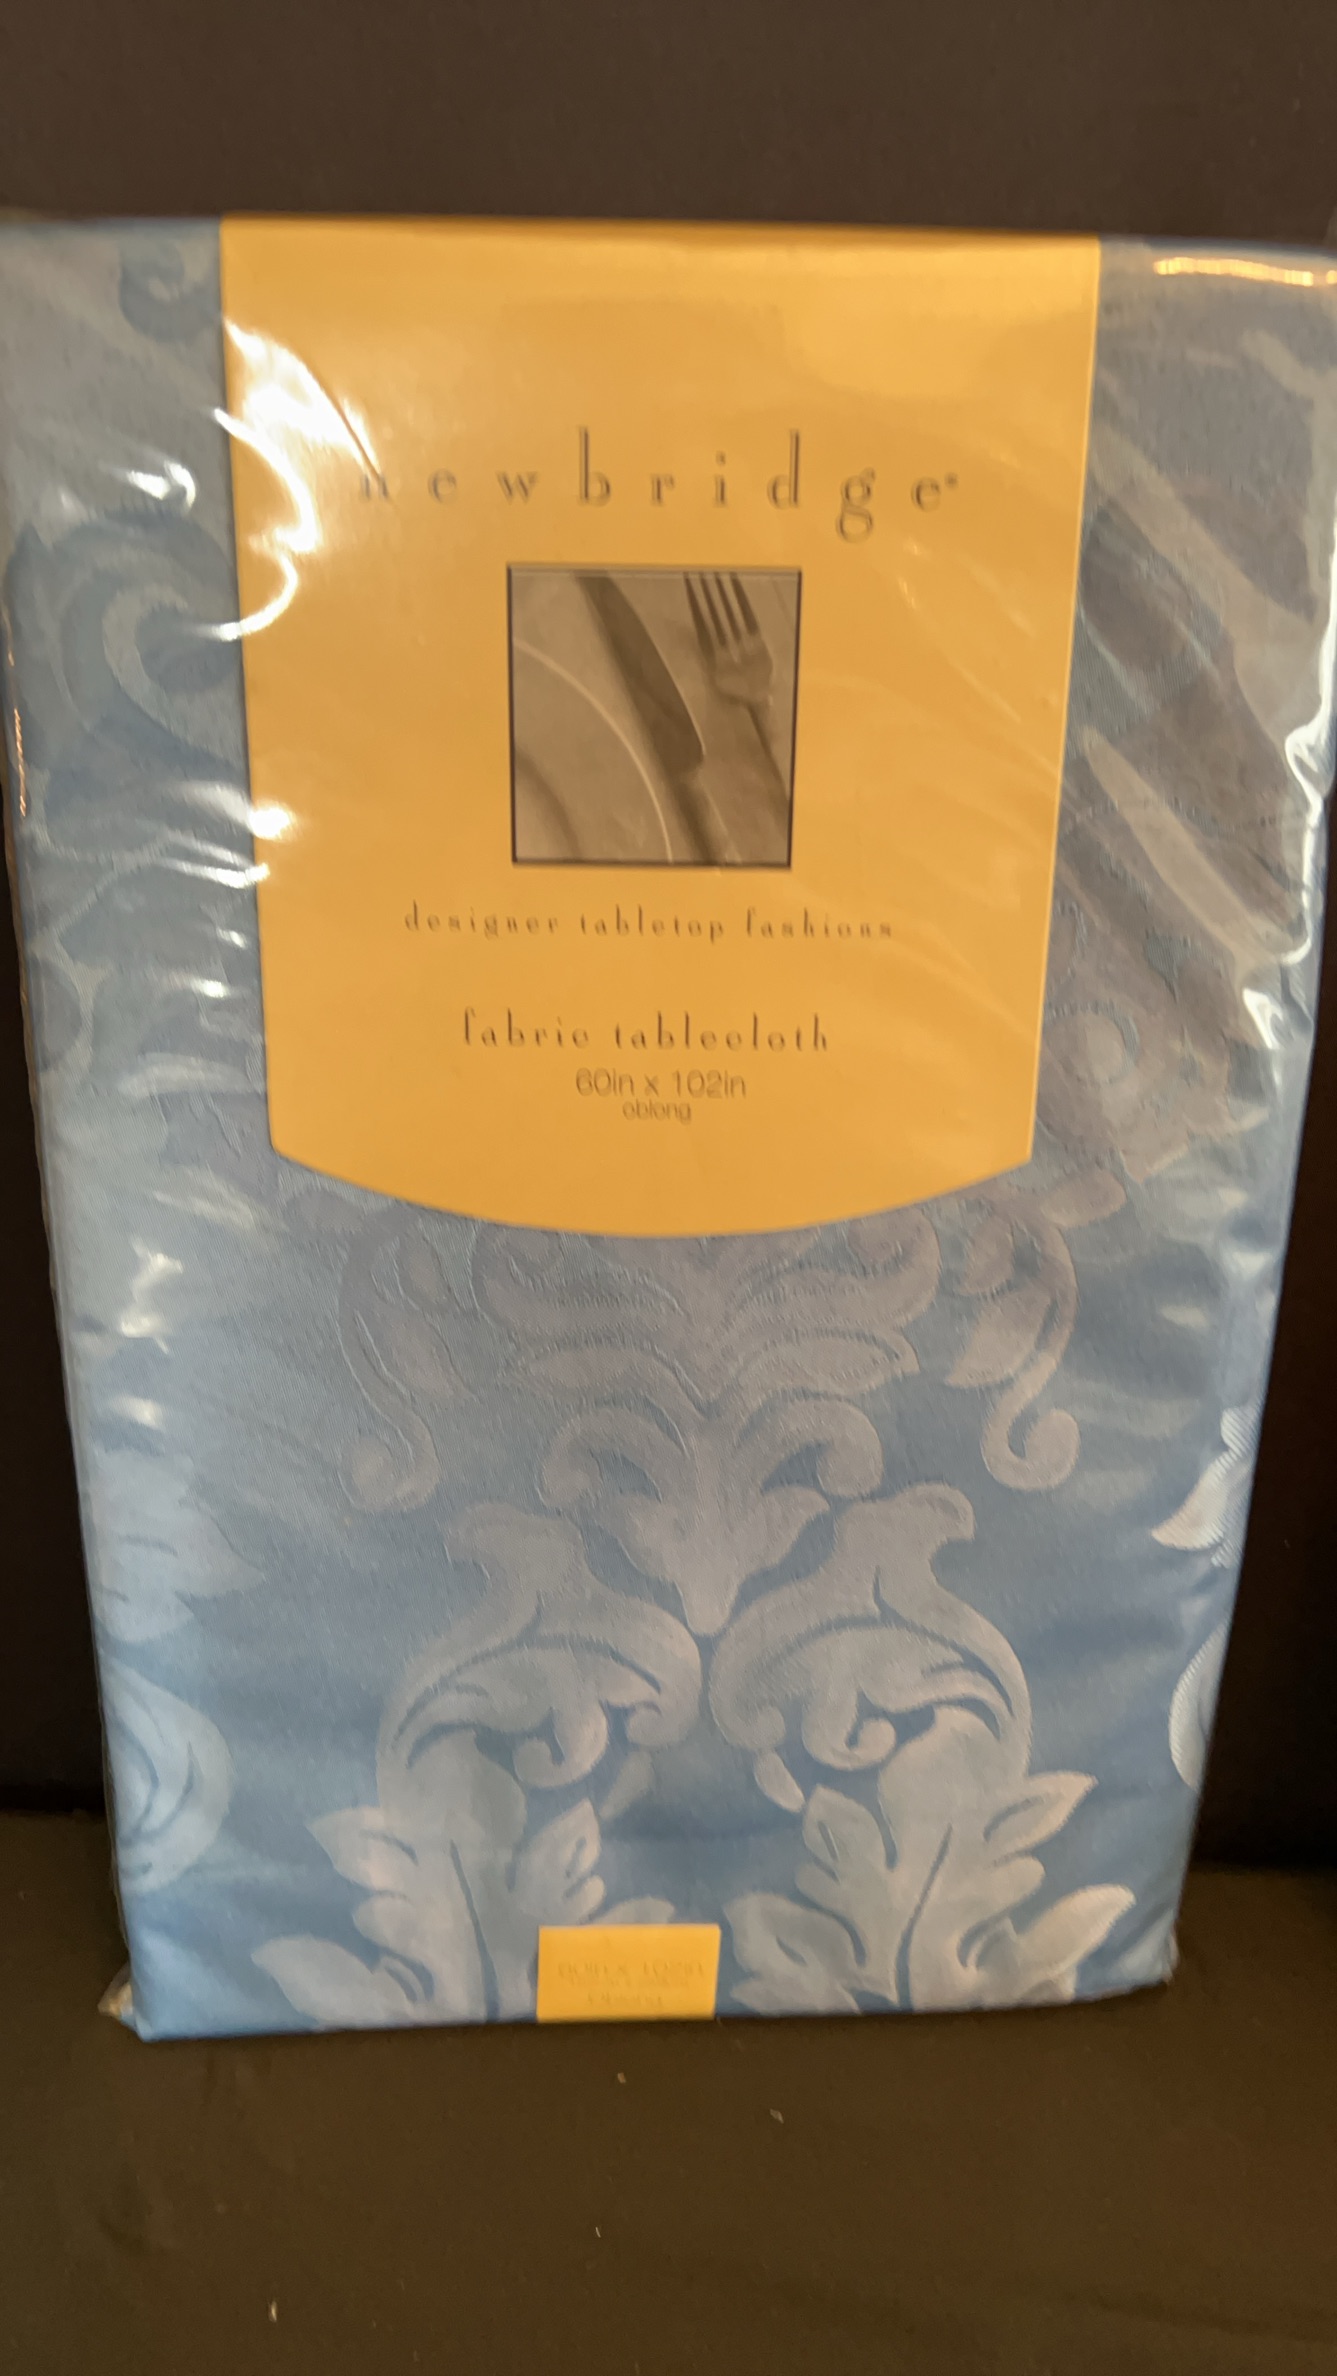 newbridge®
designer tabletop fashions
fabric tablecloth
60in x 102in
oblong